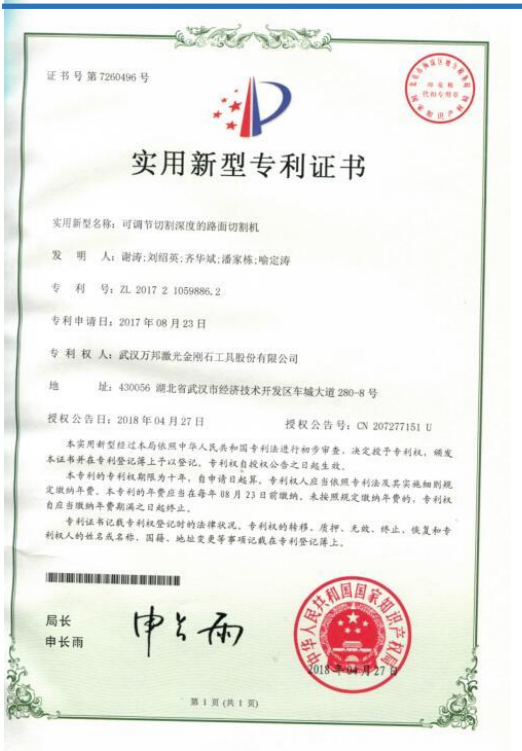 证书号第7260496号
实用新型专利证书
实用新型名称：可调节切割深度的路面切割机
发 明 人：谢涛;刘绍英;齐华斌;潘家栋;喻定涛
专 利 号：ZL 2017 2 1059886.2
专利申请日：2017年08月23日
专 利 权 人：武汉万邦激光金刚石工具股份有限公司
地 址：430056 湖北省武汉市经济技术开发区车城大道280-8号
授权公告日：2018年04月27日 授权公告号：CN 207277151 U
本实用新型经过本局依照中华人民共和国专利法进行初步审查，决定授予专利权，颁发
本证书并在专利登记簿上予以登记。专利权自授权公告之日起生效。
本专利的专利权期限为十年，自申请日起算。专利权人应当依照专利法及其实施细则规
定缴纳年费。本专利的年费应当在每年08月23日前缴纳。未按照规定缴纳年费的，专利权
自应当缴纳年费期满之日起终止。
专利证书记载专利权登记时的法律状况。专利权的转移、质押、无效、终止、恢复和专
利权人的姓名或名称、国籍、地址变更等事项记载在专利登记簿上。
局长
申长雨
申长雨
中华人民共和国国家知识产权局
2018年04月27日
第 1 页 (共 1 页)